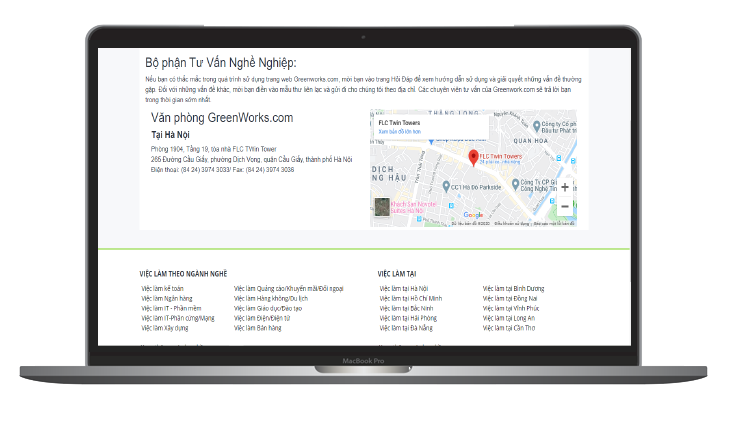 Bộ phận Tư Vấn Nghề Nghiệp:
Nếu bạn có thắc mắc trong quá trình sử dụng trang web Greenworks.com, mời bạn vào trang Hỏi Đáp để xem hướng dẫn sử dụng và giải quyết những vấn đề thường
gặp. Đối với những vấn đề khác, mời bạn điền vào mẫu thư liên lạc và gửi đi cho chúng tôi theo địa chỉ. Các chuyên viên tư vấn của GreenWorks.com sẽ trả lời bạn
trong thời gian sớm nhất.
Văn phòng GreenWorks.com
Tại Hà Nội
Phòng 1904, Tầng 19, tòa nhà FLC TWin Tower
265 Đường Cầu Giấy, phường Dịch Vọng, quận Cầu Giấy, thành phố Hà Nội
Điện thoại: (84 24) 3974 3033/ Fax: (84 24) 3974 3036
THĂNG LONG
FLC Twin Towers
Xem bản đồ lớn hơn
QUAN HOA
FLC Twin Towers
DỊCH
NG HẬU
CC1 Hà Đô Parkside
Khách Sạn Novotel
Suites Hà Nội
Google
+
−
VIỆC LÀM THEO NGÀNH NGHỀ
Việc làm kế toán
Việc làm Ngân hàng
Việc làm IT - Phần mềm
Việc làm IT-Phần cứng/Mạng
Việc làm Xây dựng
Việc làm Quảng cáo/Khuyến mãi/Đối ngoại
Việc làm Hàng không/Du lịch
Việc làm Giáo dục/Đào tạo
Việc làm Điện/Điện tử
Việc làm Bán hàng
VIỆC LÀM TẠI
Việc làm tại Hà Nội
Việc làm tại Hồ Chí Minh
Việc làm tại Bắc Ninh
Việc làm tại Hải Phòng
Việc làm tại Đà Nẵng
Việc làm tại Bình Dương
Việc làm tại Đồng Nai
Việc làm tại Vĩnh Phúc
Việc làm tại Long An
Việc làm tại Cần Thơ
MacBook Pro